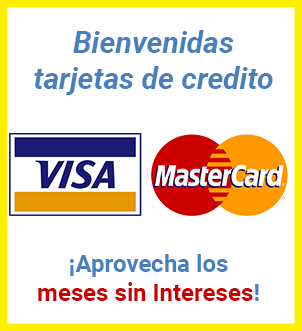 Bienvenidas
tarjetas de credito
VISA MasterCard
¡Aprovecha los
meses sin Intereses!